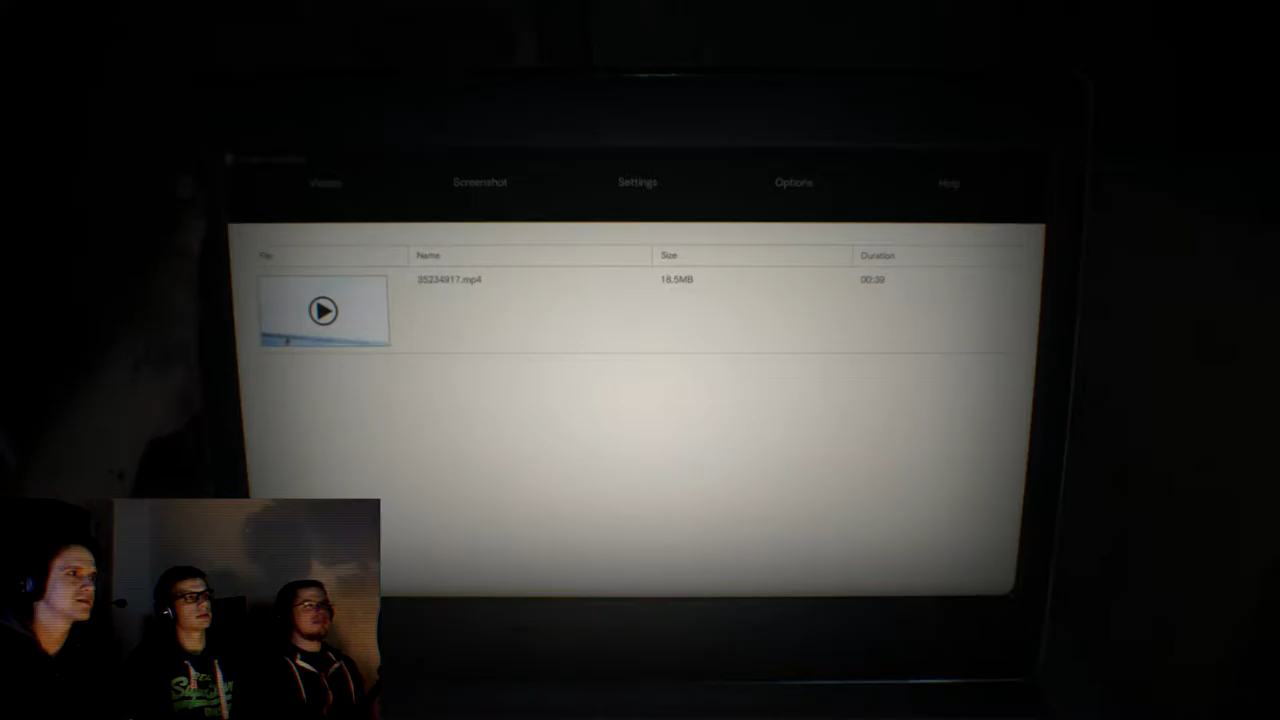 Videos Screenshot Settings Options Help
File Name Size Duration
35234917.mp4 18,5MB 00:39